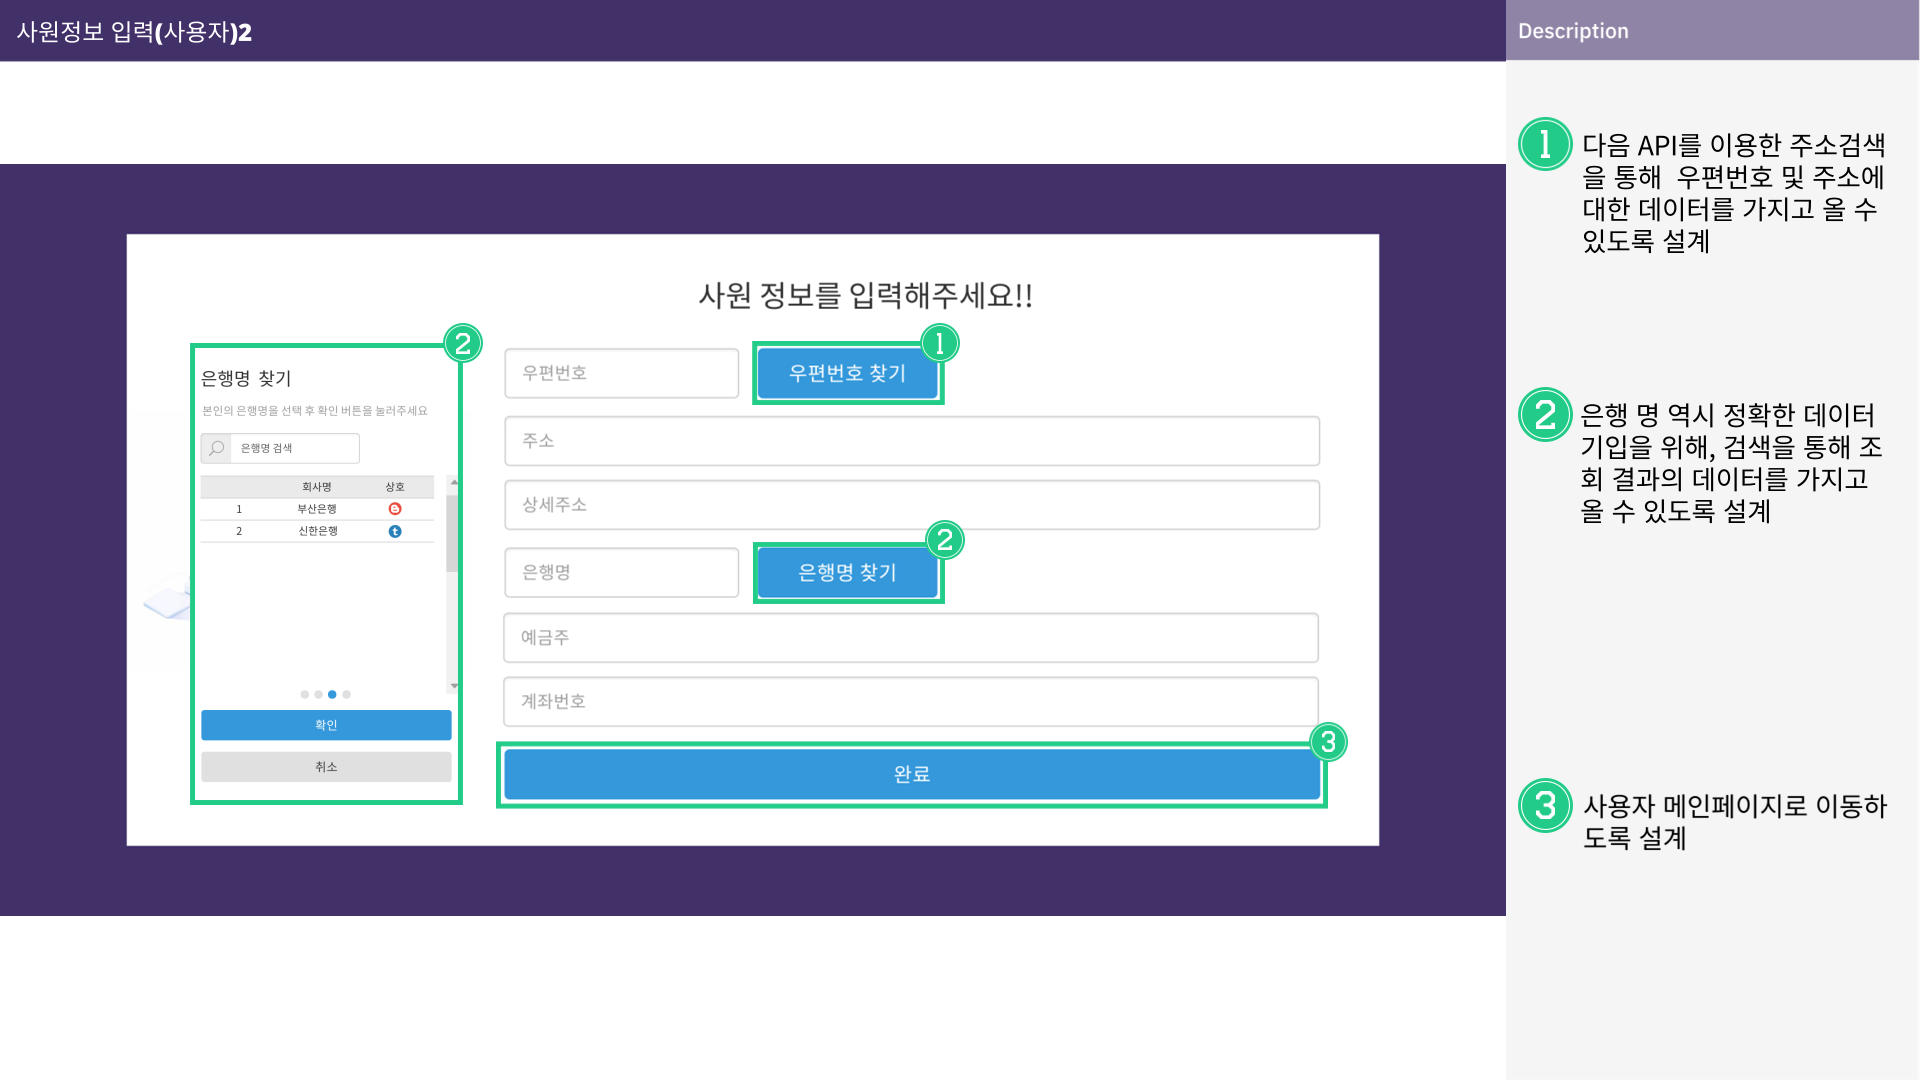 사원정보 입력(사용자)2
Description
사원 정보를 입력해주세요!!
2
은행명 찾기
본인의 은행명을 선택 후 확인 버튼을 눌러주세요
은행명 검색
회사명 상호
1 부산은행
2 신한은행
확인
취소
우편번호
우편번호 찾기
1
주소
상세주소
은행명
은행명 찾기
2
예금주
계좌번호
완료
3
1
다음 API를 이용한 주소검색
을 통해 우편번호 및 주소에
대한 데이터를 가지고 올 수
있도록 설계
2
은행 명 역시 정확한 데이터
기입을 위해, 검색을 통해 조
회 결과의 데이터를 가지고
올 수 있도록 설계
3
사용자 메인페이지로 이동하
도록 설계